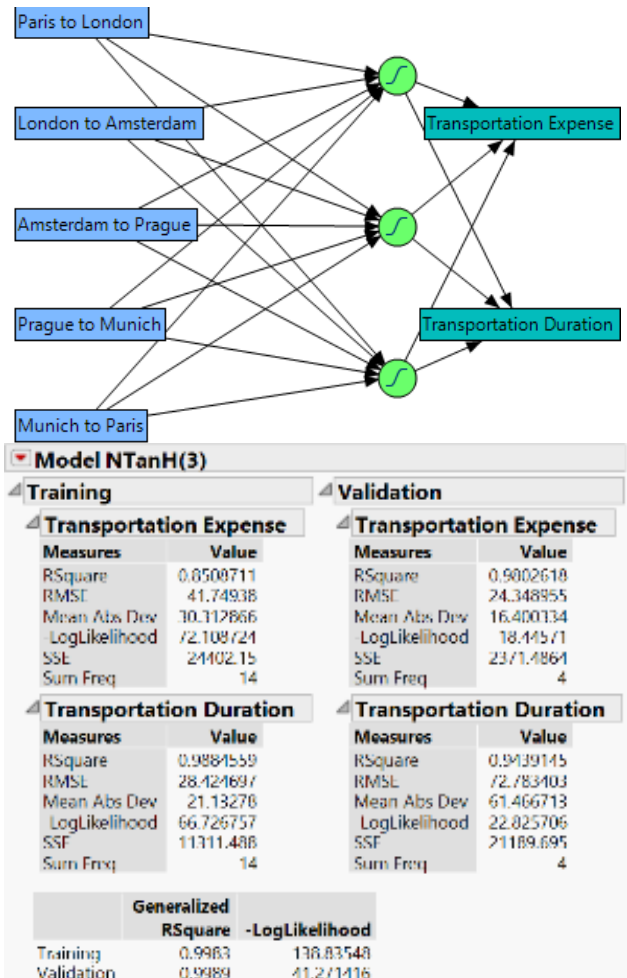 Paris to London
London to Amsterdam
Transportation Expense
Amsterdam to Prague
Prague to Munich
Transportation Duration
Munich to Paris
Model NTanH(3)
Training
Validation
Transportation Expense
Transportation Expense
Measures Value
Measures Value
RSquare 0.8508711
RSquare 0.9802618
RMSE 41.74938
RMSE 24.348955
Mean Abs Dev 30.312866
Mean Abs Dev 16.400334
-LogLikelihood 72.108724
-LogLikelihood 18.44571
SSE 24402.15
SSE 2371.4864
Sum Freq 14
Sum Freq 4
Transportation Duration
Transportation Duration
Measures Value
Measures Value
RSquare 0.9884559
RSquare 0.9439145
RMSE 28.424697
RMSE 72.783403
Mean Abs Dev 21.13278
Mean Abs Dev 61.466713
LogLikelihood 66.726757
LogLikelihood 22.825706
SSE 11311.488
SSE 21189.695
Sum Freq 14
Sum Freq 4
Generalized
RSquare -LogLikelihood
Training 0.9983 138.83548
Validation 0.9989 41.271416